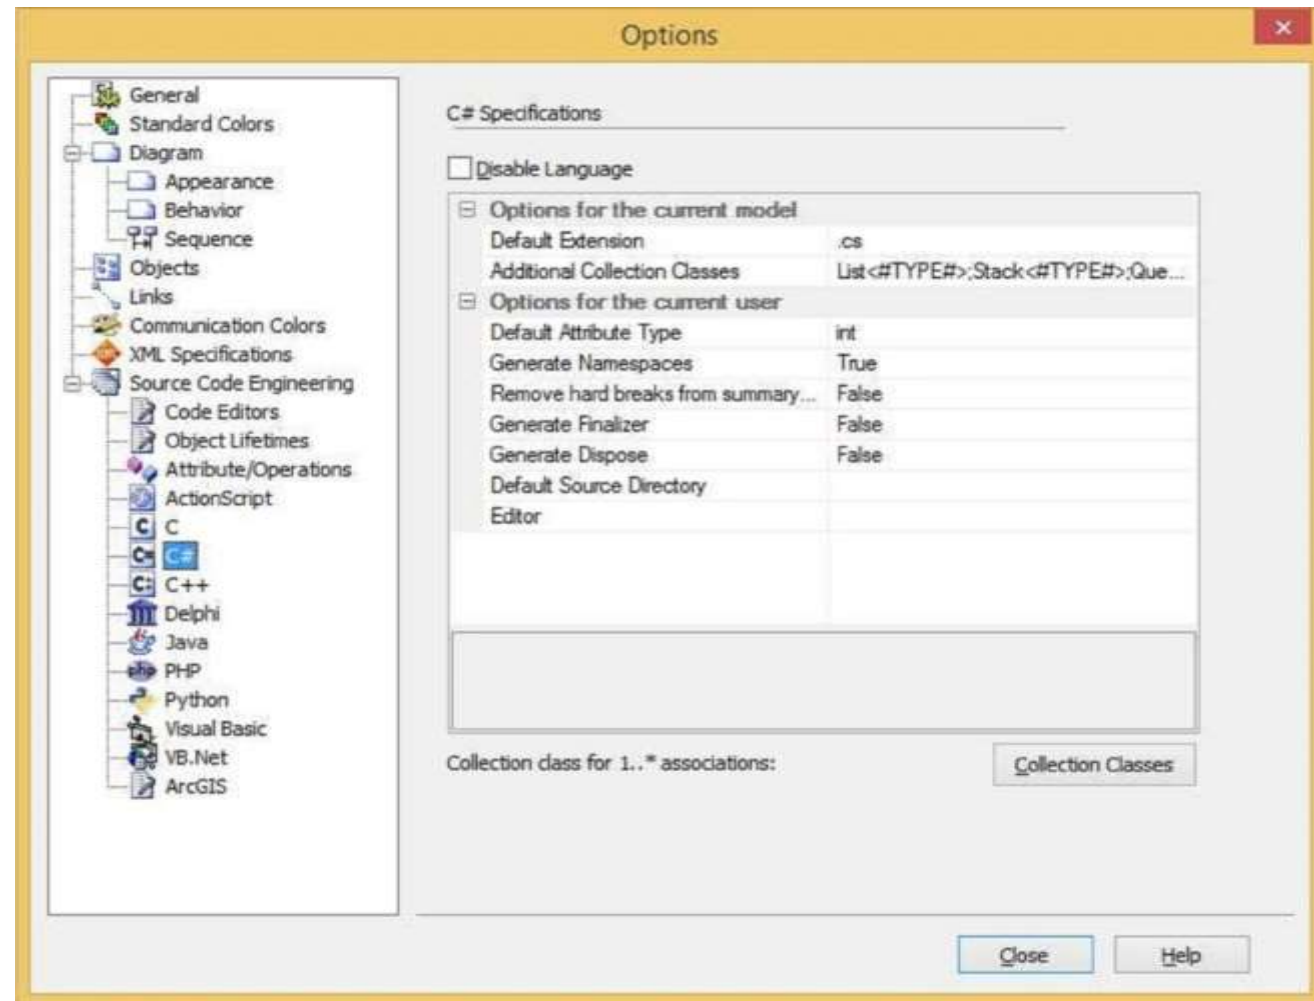 Options
General
Standard Colors
Diagram
Appearance
Behavior
Sequence
Objects
Links
Communication Colors
XML Specifications
Source Code Engineering
Code Editors
Object Lifetimes
Attribute/Operations
ActionScript
C
C#
C++
Delphi
Java
PHP
Python
Visual Basic
VB.Net
ArcGIS
C# Specifications
Disable Language
Options for the current model
Default Extension .cs
Additional Collection Classes List<#TYPE#>;Stack<#TYPE#>;Que...
Options for the current user
Default Attribute Type int
Generate Namespaces True
Remove hard breaks from summary... False
Generate Finalizer False
Generate Dispose False
Default Source Directory
Editor
Collection class for 1..* associations: Collection Classes
Close Help